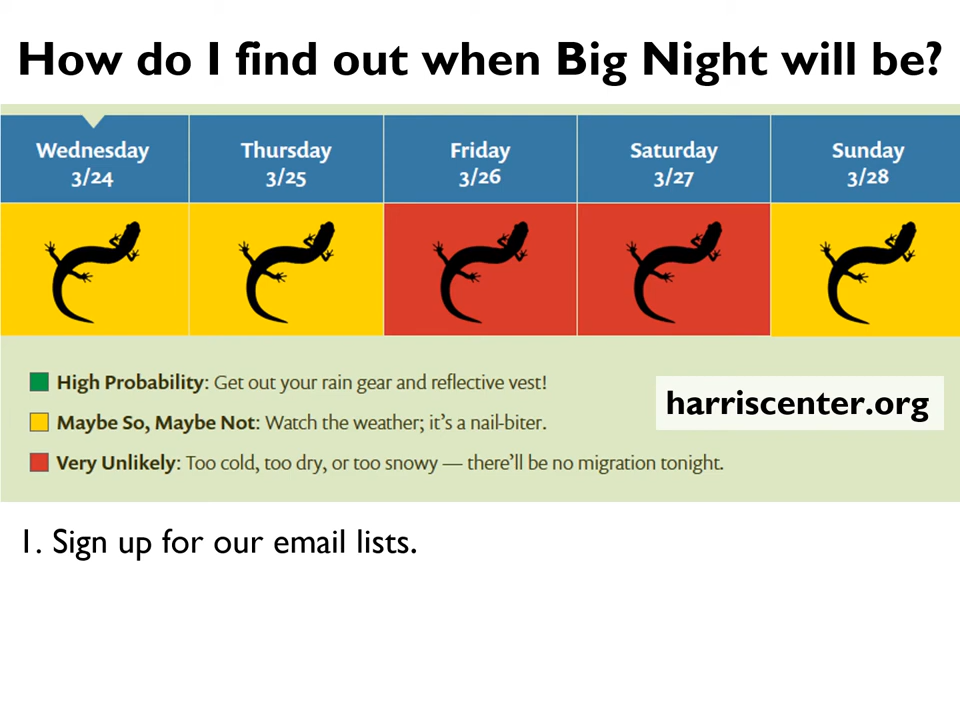 How do I find out when Big Night will be?
Wednesday
3/24
Thursday
3/25
Friday
3/26
Saturday
3/27
Sunday
3/28
High Probability: Get out your rain gear and reflective vest!
Maybe So, Maybe Not: Watch the weather; it's a nail-biter.
Very Unlikely: Too cold, too dry, or too snowy — there'll be no migration tonight.
harriscenter.org
1. Sign up for our email lists.